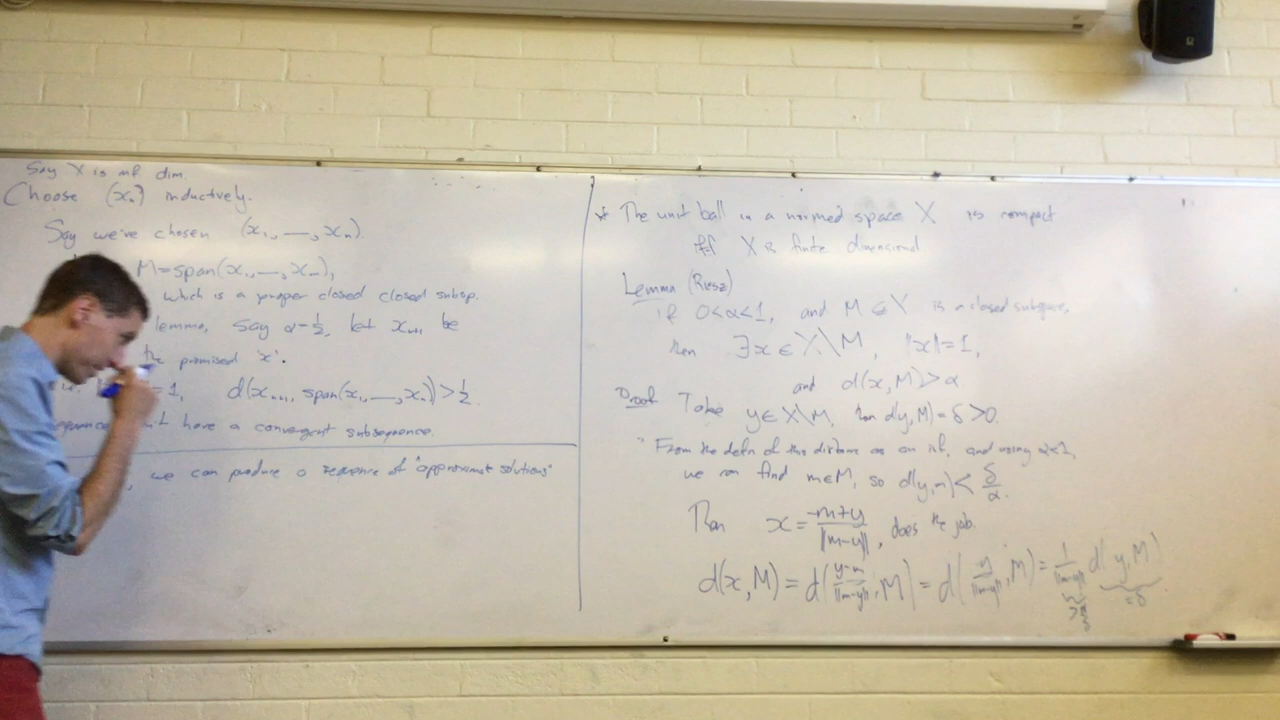 Say X is inf dim
Choose (xₙ) inductively.
Say we've chosen (x₁, —, xₙ).
M=span(x₁, —, xₙ),
which is a proper closed closed subsp.
lemma, say α=½, let xₙ₊₁ be
the promised 'x'.
=1, d(xₙ₊₁, span(x₁, —, xₙ)) > ½.
have a convergent subsequence.
, we can produce a sequence of "approximate solutions"
* The unit ball in a normed space X is compact
iff X is finite dimensional
Lemma (Riesz)
if 0<α<1, and M ⊊ X is a closed subspace,
then ∃x ∈ X\M, ||x||=1,
and d(x,M)>α
Proof Take y∈X\M, then d(y,M)=δ>0.
From the defn of the distance as an inf, and using α<1,
we can find m∈M, so d(y,m)< δ/α.
Then x = -m+y/||m-y||, does the job.
d(x,M) = d(y-m/||m-y||, M) = d(y/||m-y||, M) = 1/||m-y|| d(y,M)
=δ